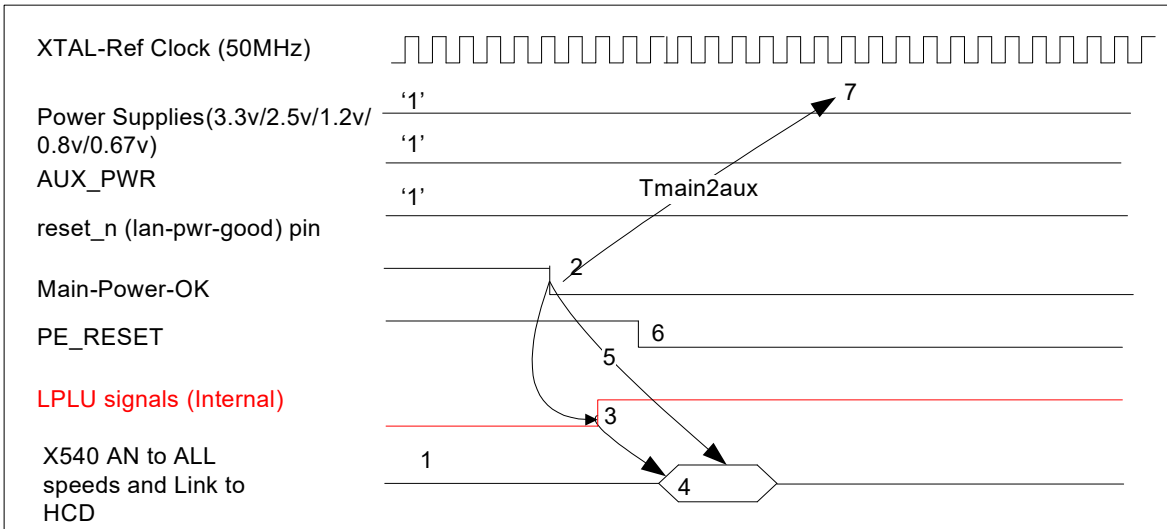 XTAL-Ref Clock (50MHz)
‘1’
7
Power Supplies(3.3v/2.5v/1.2v/
0.8v/0.67v)
‘1’
AUX_PWR
Tmain2aux
‘1’
reset_n (lan-pwr-good) pin
2
Main-Power-OK
PE_RESET
6
5
LPLU signals (Internal)
3
X540 AN to ALL
speeds and Link to
HCD
1
4